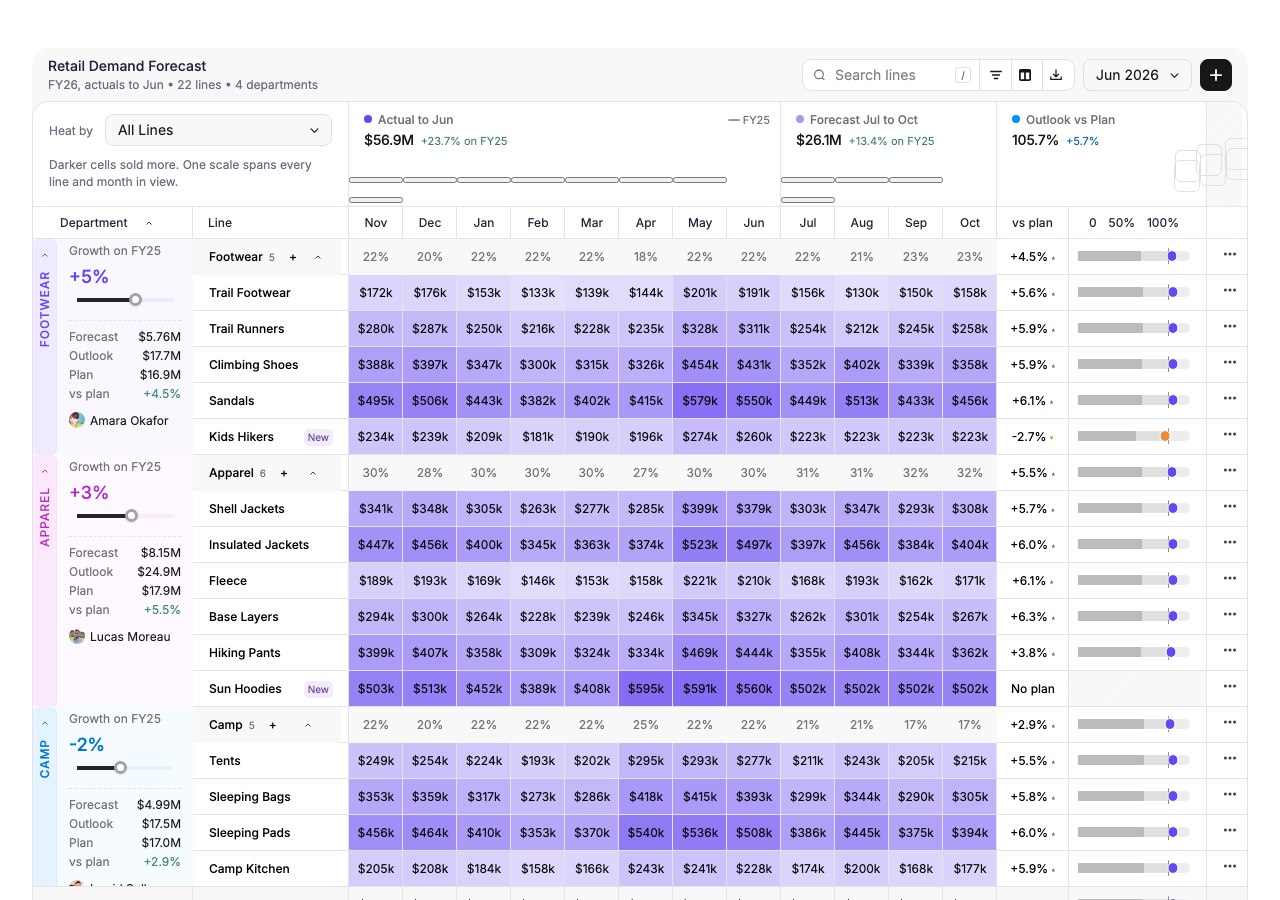 Retail Demand Forecast
FY26, actuals to Jun • 22 lines • 4 departments
Search lines /
Jun 2026
Heat by All Lines
Darker cells sold more. One scale spans every
line and month in view.
Actual to Jun — FY25
$56.9M +23.7% on FY25
Forecast Jul to Oct
$26.1M +13.4% on FY25
Outlook vs Plan
105.7% +5.7%
Department Line Nov Dec Jan Feb Mar Apr May Jun Jul Aug Sep Oct vs plan 0 50% 100%
FOOTWEAR
Growth on FY25
+5%
Forecast $5.76M
Outlook $17.7M
Plan $16.9M
vs plan +4.5%
Amara Okafor
Footwear 5 + 22% 20% 22% 22% 22% 18% 22% 22% 22% 21% 23% 23% +4.5%
Trail Footwear $172k $176k $153k $133k $139k $144k $201k $191k $156k $130k $150k $158k +5.6%
Trail Runners $280k $287k $250k $216k $228k $235k $328k $311k $254k $212k $245k $258k +5.9%
Climbing Shoes $388k $397k $347k $300k $315k $326k $454k $431k $352k $402k $339k $358k +5.9%
Sandals $495k $506k $443k $382k $402k $415k $579k $550k $449k $513k $433k $456k +6.1%
Kids Hikers New $234k $239k $209k $181k $190k $196k $274k $260k $223k $223k $223k $223k -2.7%
APPAREL
Growth on FY25
+3%
Forecast $8.15M
Outlook $24.9M
Plan $17.9M
vs plan +5.5%
Lucas Moreau
Apparel 6 + 30% 28% 30% 30% 30% 27% 30% 30% 31% 31% 32% 32% +5.5%
Shell Jackets $341k $348k $305k $263k $277k $285k $399k $379k $303k $347k $293k $308k +5.7%
Insulated Jackets $447k $456k $400k $345k $363k $374k $523k $497k $397k $456k $384k $404k +6.0%
Fleece $189k $193k $169k $146k $153k $158k $221k $210k $168k $193k $162k $171k +6.1%
Base Layers $294k $300k $264k $228k $239k $246k $345k $327k $262k $301k $254k $267k +6.3%
Hiking Pants $399k $407k $358k $309k $324k $334k $469k $444k $355k $408k $344k $362k +3.8%
Sun Hoodies New $503k $513k $452k $389k $408k $595k $591k $560k $502k $502k $502k $502k No plan
CAMP
Growth on FY25
-2%
Forecast $4.99M
Outlook $17.5M
Plan $17.0M
vs plan +2.9%
Camp 5 + 22% 20% 22% 22% 22% 25% 22% 22% 21% 21% 17% 17% +2.9%
Tents $249k $254k $224k $193k $202k $295k $293k $277k $211k $243k $205k $215k +5.5%
Sleeping Bags $353k $359k $317k $273k $286k $418k $415k $393k $299k $344k $290k $305k +5.8%
Sleeping Pads $456k $464k $410k $353k $370k $540k $536k $508k $386k $445k $375k $394k +6.0%
Camp Kitchen $205k $208k $184k $158k $166k $243k $241k $228k $174k $200k $168k $177k +5.9%